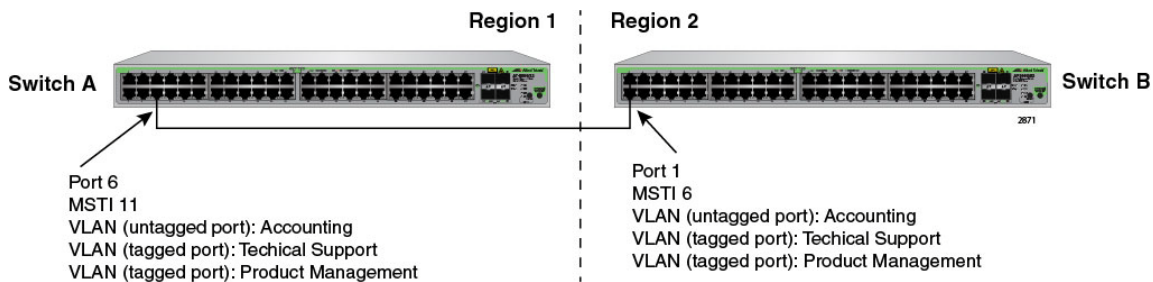 Region 1
Region 2
Switch A
Switch B
2871
Port 6
MSTI 11
VLAN (untagged port): Accounting
VLAN (tagged port): Techical Support
VLAN (tagged port): Product Management
Port 1
MSTI 6
VLAN (untagged port): Accounting
VLAN (tagged port): Techical Support
VLAN (tagged port): Product Management